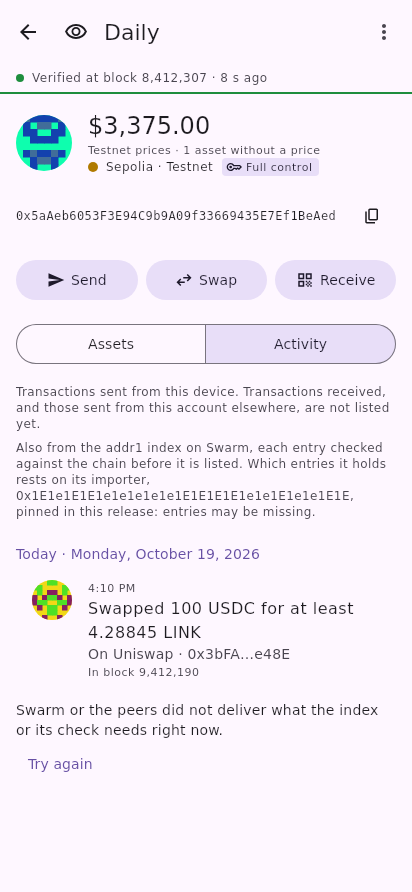 Daily
Verified at block 8,412,307 · 8 s ago
$3,375.00
Testnet prices · 1 asset without a price
Sepolia · Testnet
Full control
0x5aAeb6053F3E94C9b9A09f33669435E7Ef1BeAed
Send
Swap
Receive
Assets
Activity
Transactions sent from this device. Transactions received,
and those sent from this account elsewhere, are not listed
yet.
Also from the addr1 index on Swarm, each entry checked
against the chain before it is listed. Which entries it holds
rests on its importer,
0x1E1e1E1E1e1e1e1e1e1E1E1E1E1e1e1E1e1e1E1E,
pinned in this release: entries may be missing.
Today · Monday, October 19, 2026
4:10 PM
Swapped 100 USDC for at least
4.28845 LINK
On Uniswap · 0x3bFA…e48E
In block 9,412,190
Swarm or the peers did not deliver what the index
or its check needs right now.
Try again